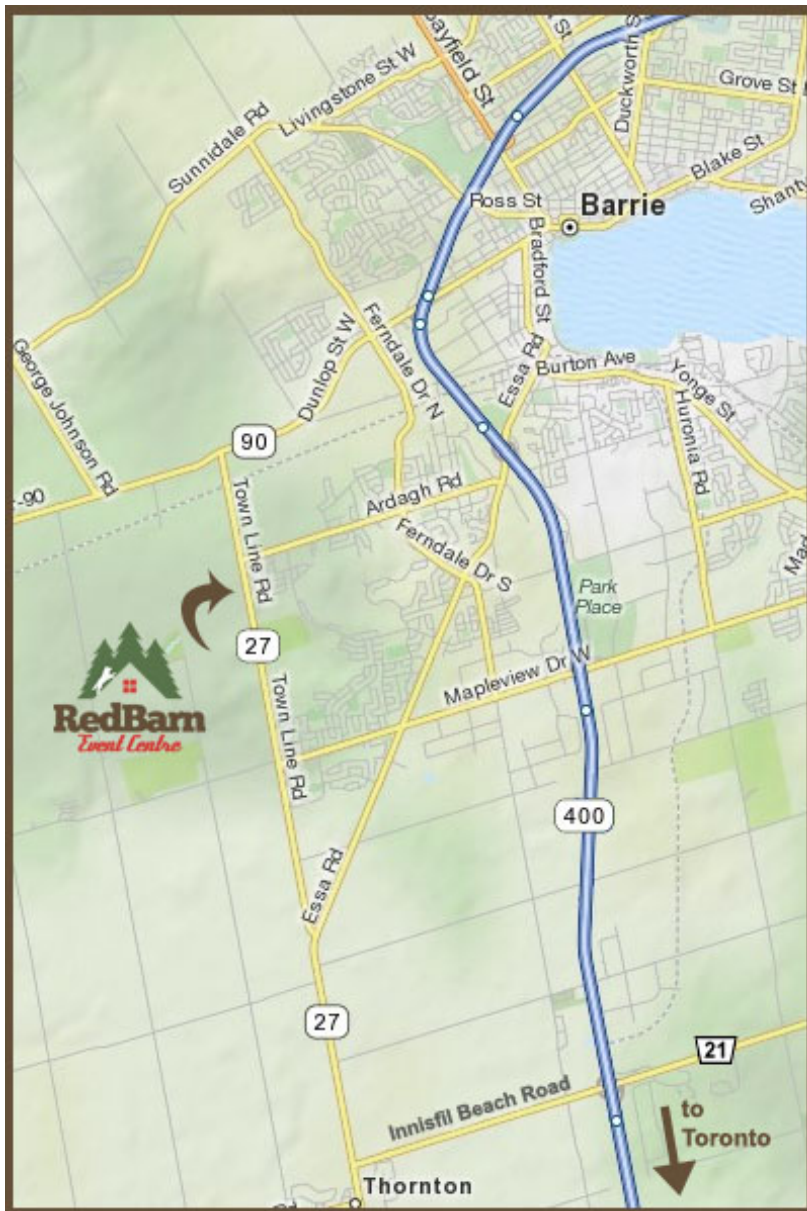 Bayfield St
St
Duckworth S
Grove St
Livingstone St W
Sunnidale Rd
Blake St
Shanty
Ross St
Barrie
Bradford St
George Johnson Rd
Dunlop St W
Ferndale Dr N
Essa Rd
Burton Ave
Yonge St
Huronia Rd
90
-90
Town Line Rd
Ardagh Rd
Ferndale Dr S
Park
Place
27
RedBarn
Event Centre
Mapleview Dr W
Town Line Rd
400
Essa Rd
27
21
Innisfil Beach Road
to
Toronto
Thornton